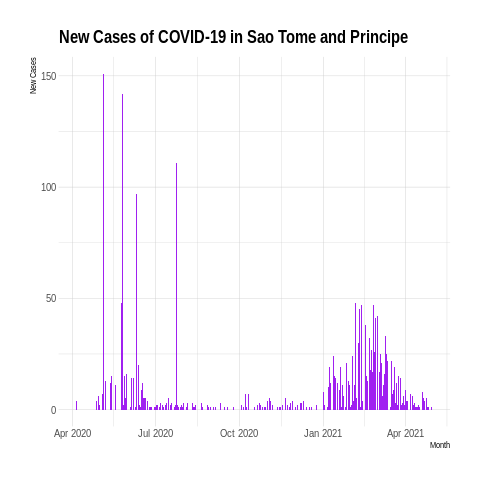 New Cases of COVID-19 in Sao Tome and Principe
New Cases
150
100
50
0
Apr 2020 Jul 2020 Oct 2020 Jan 2021 Apr 2021
Month